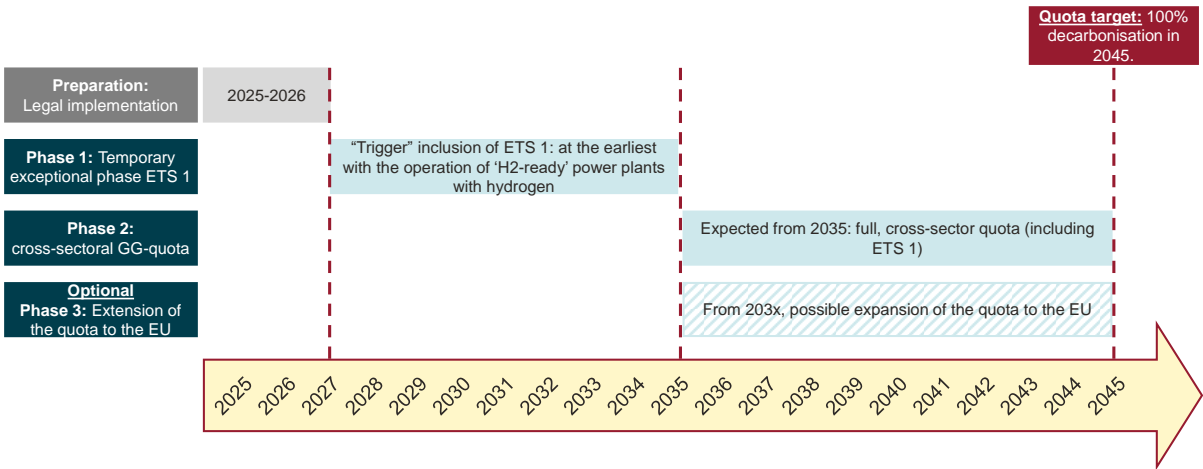 Quota target: 100%
decarbonisation in
2045.
Preparation:
Legal implementation
2025-2026
Phase 1: Temporary
exceptional phase ETS 1
“Trigger” inclusion of ETS 1: at the earliest
with the operation of ‘H2-ready’ power plants
with hydrogen
Phase 2:
cross-sectoral GG-quota
Expected from 2035: full, cross-sector quota (including
ETS 1)
Optional
Phase 3: Extension of
the quota to the EU
From 203x, possible expansion of the quota to the EU
2025
2026
2027
2028
2029
2030
2031
2032
2033
2034
2035
2036
2037
2038
2039
2040
2041
2042
2043
2044
2045